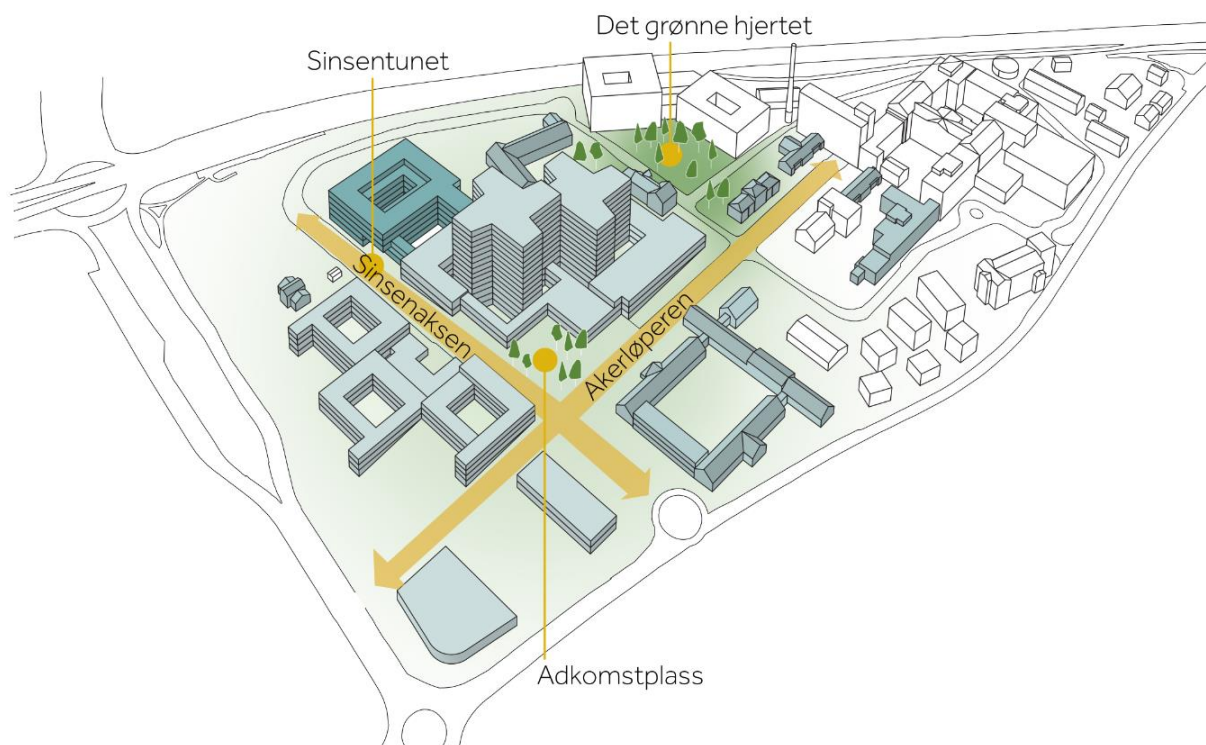 Det grønne hjertet
Sinsentunet
Sinsenaksen
Akerløperen
Adkomstplass